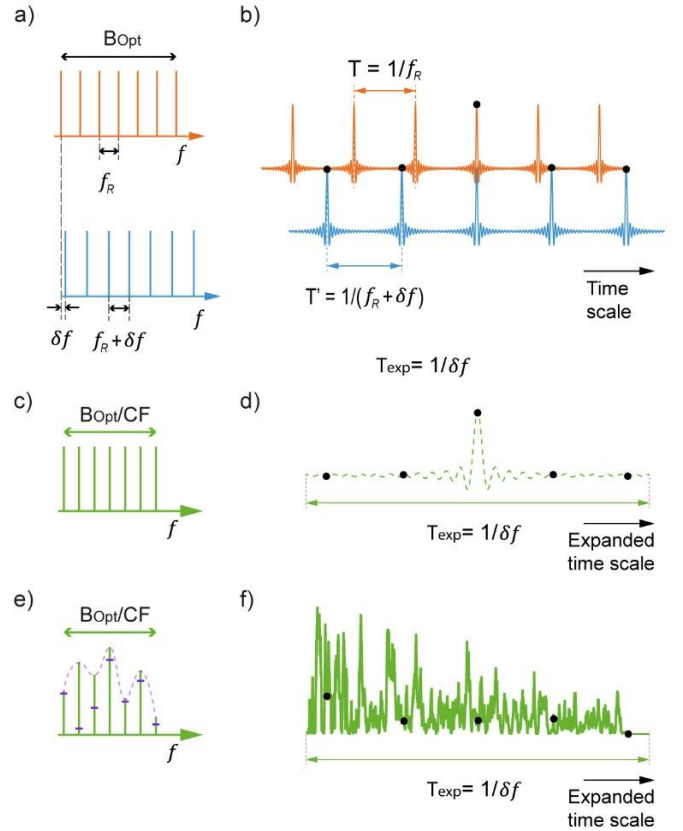 a)
BOpt
f
fR
f
δf
fR + δf
b)
T = 1/fR
T' = 1/(fR + δf)
Time
scale
Texp= 1/δf
c)
BOpt/CF
f
d)
Texp= 1/δf
Expanded
time scale
e)
BOpt/CF
f
f)
Texp= 1/δf
Expanded
time scale